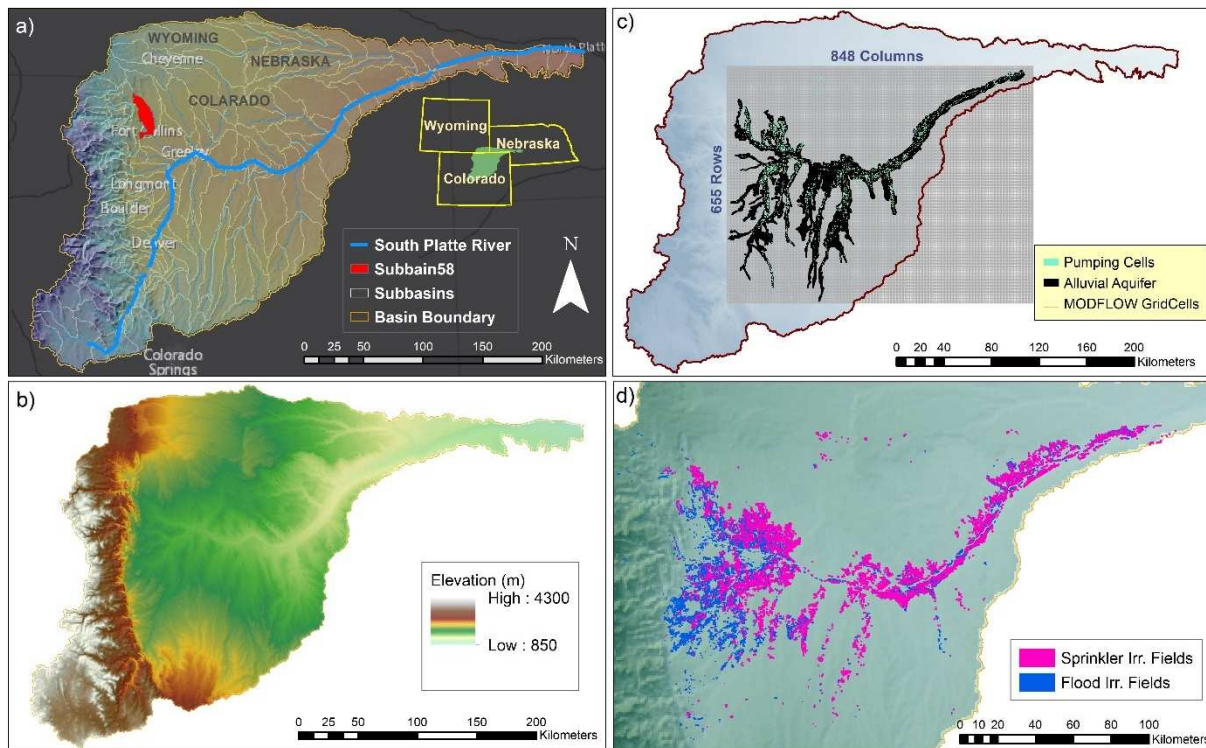 a)
WYOMING
Cheyenne
NEBRASKA
North Platte
COLARADO
Fort Collins
Greeley
Longmont
Boulder
Denver
Colorado
Springs
Wyoming
Nebraska
Colorado
N
South Platte River
Subbain58
Subbasins
Basin Boundary
0 25 50 100 150 200
Kilometers
c)
848 Columns
655 Rows
Pumping Cells
Alluvial Aquifer
MODFLOW GridCells
0 20 40 80 120 160 200
Kilometers
b)
Elevation (m)
High : 4300
Low : 850
0 25 50 100 150 200
Kilometers
d)
Sprinkler Irr. Fields
Flood Irr. Fields
0 10 20 40 60 80 100
Kilometers